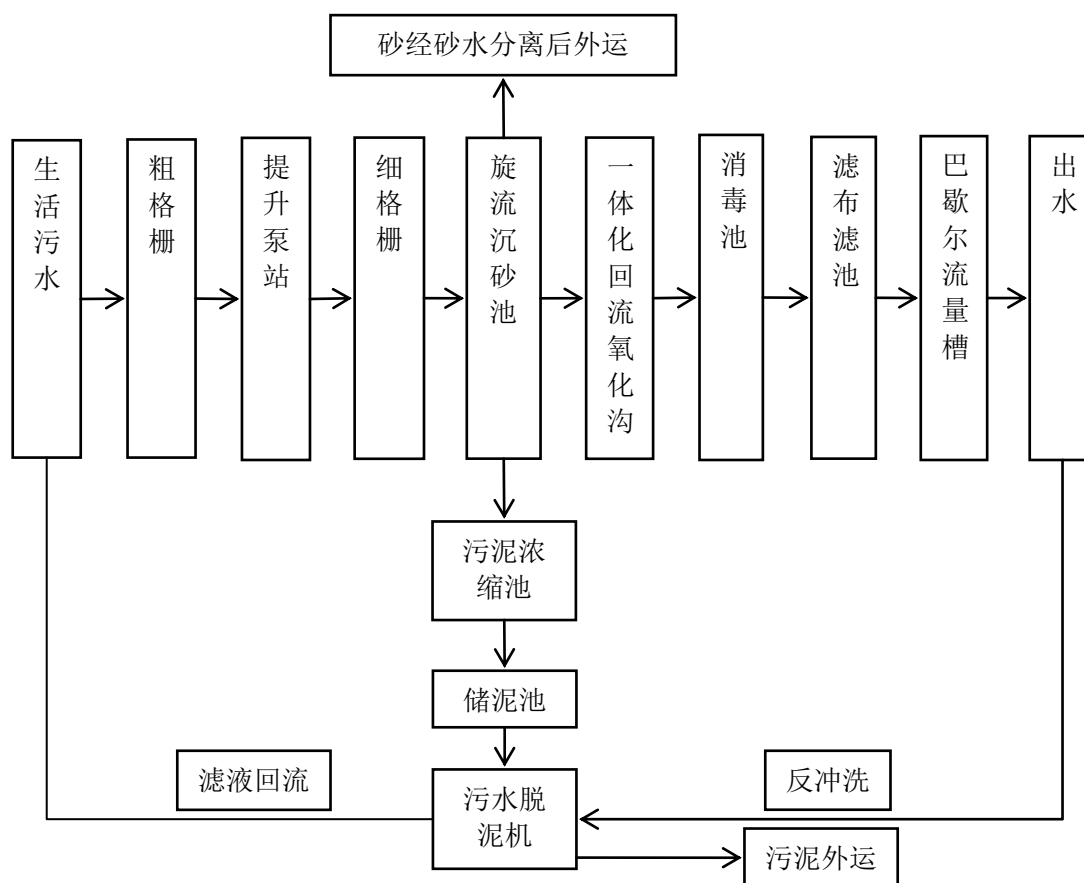 砂经砂水分离后外运
生活污水
粗格栅
提升泵站
细格栅
旋流沉砂池
一体化回流氧化沟
消毒池
滤布滤池
巴歇尔流量槽
出水
污泥浓
缩池
储泥池
滤液回流
反冲洗
污水脱
泥机
污泥外运